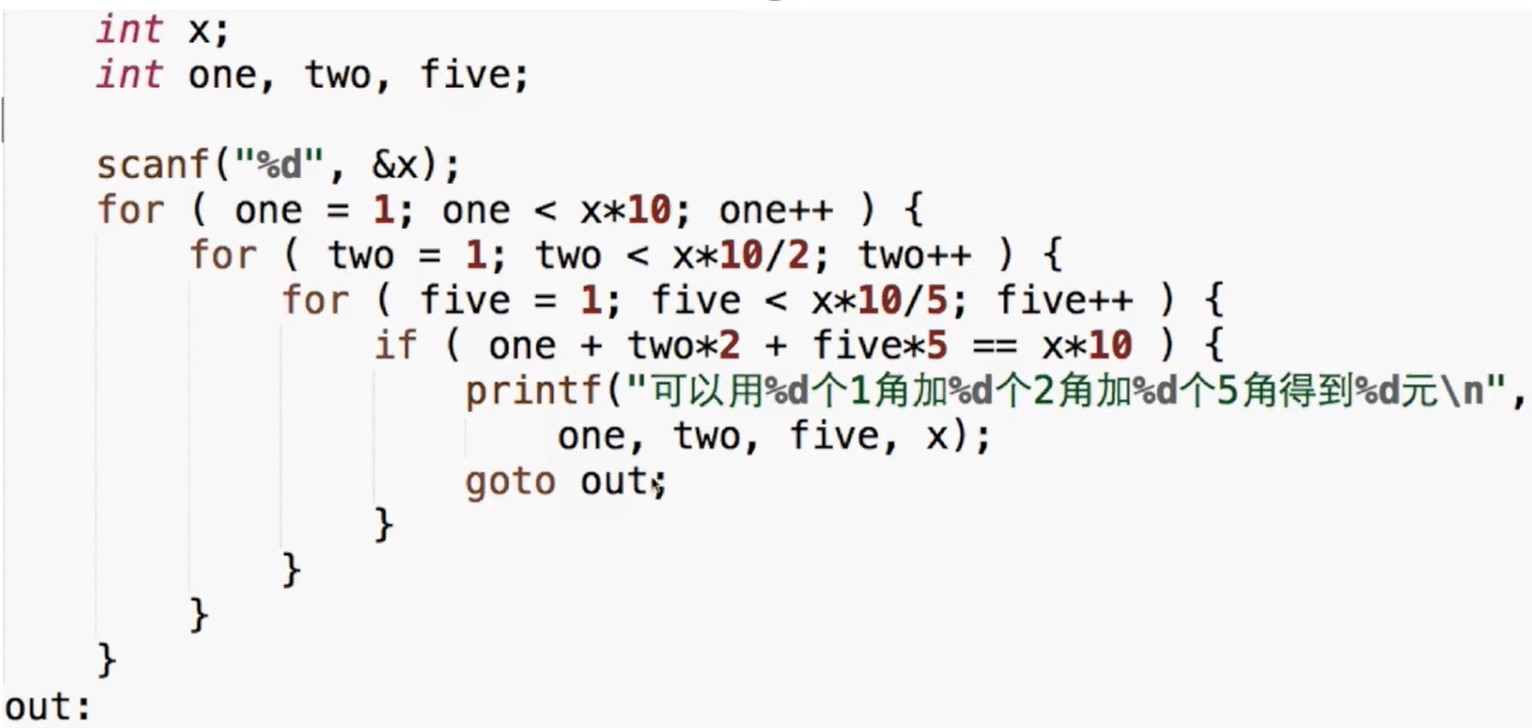 int x;
int one, two, five;
scanf("%d", &x);
for ( one = 1; one < x*10; one++ ) {
for ( two = 1; two < x*10/2; two++ ) {
for ( five = 1; five < x*10/5; five++ ) {
if ( one + two*2 + five*5 == x*10 ) {
printf("可以用%d个1角加%d个2角加%d个5角得到%d元\n",
one, two, five, x);
goto out;
}
}
}
}
out: